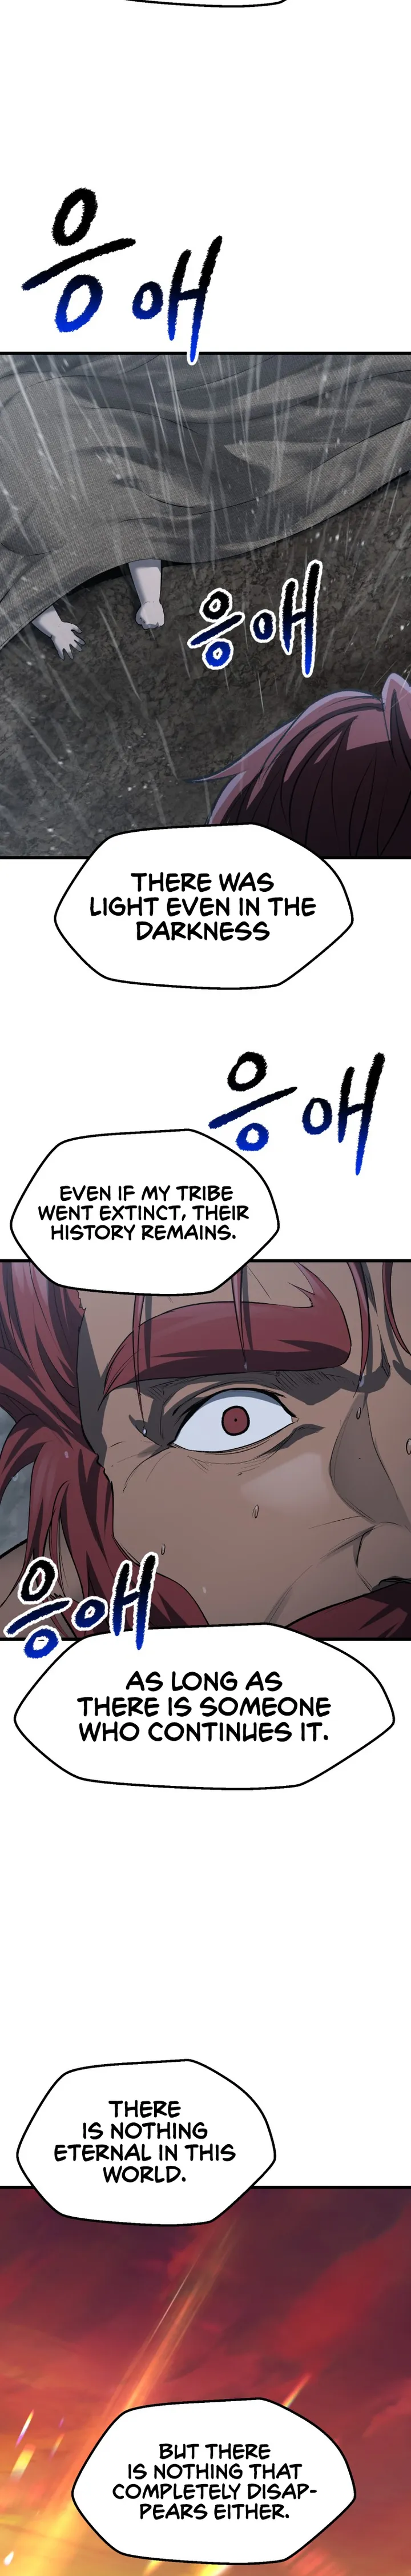 응애
응애
THERE WAS
LIGHT EVEN IN THE
DARKNESS
응애
EVEN IF MY TRIBE
WENT EXTINCT, THEIR
HISTORY REMAINS.
응애
AS LONG AS
THERE IS SOMEONE
WHO CONTINUES IT.
THERE
IS NOTHING
ETERNAL IN THIS
WORLD.
BUT THERE
IS NOTHING THAT
COMPLETELY DISAP-
PEARS EITHER.